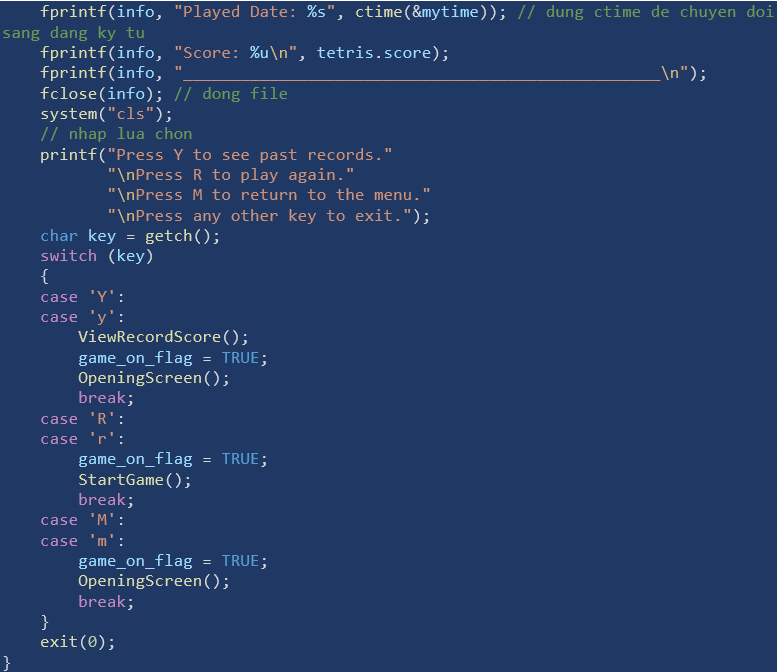 fprintf(info, "Played Date: %s", ctime(&mytime)); // dung ctime de chuyen doi
sang dang ky tu
    fprintf(info, "Score: %u\n", tetris.score);
    fprintf(info, "__________________________________________________\n");
    fclose(info); // dong file
    system("cls");
    // nhap lua chon
    printf("Press Y to see past records."
           "\nPress R to play again."
           "\nPress M to return to the menu."
           "\nPress any other key to exit.");
    char key = getch();
    switch (key)
    {
    case 'Y':
    case 'y':
        ViewRecordScore();
        game_on_flag = TRUE;
        OpeningScreen();
        break;
    case 'R':
    case 'r':
        game_on_flag = TRUE;
        StartGame();
        break;
    case 'M':
    case 'm':
        game_on_flag = TRUE;
        OpeningScreen();
        break;
    }
    exit(0);
}